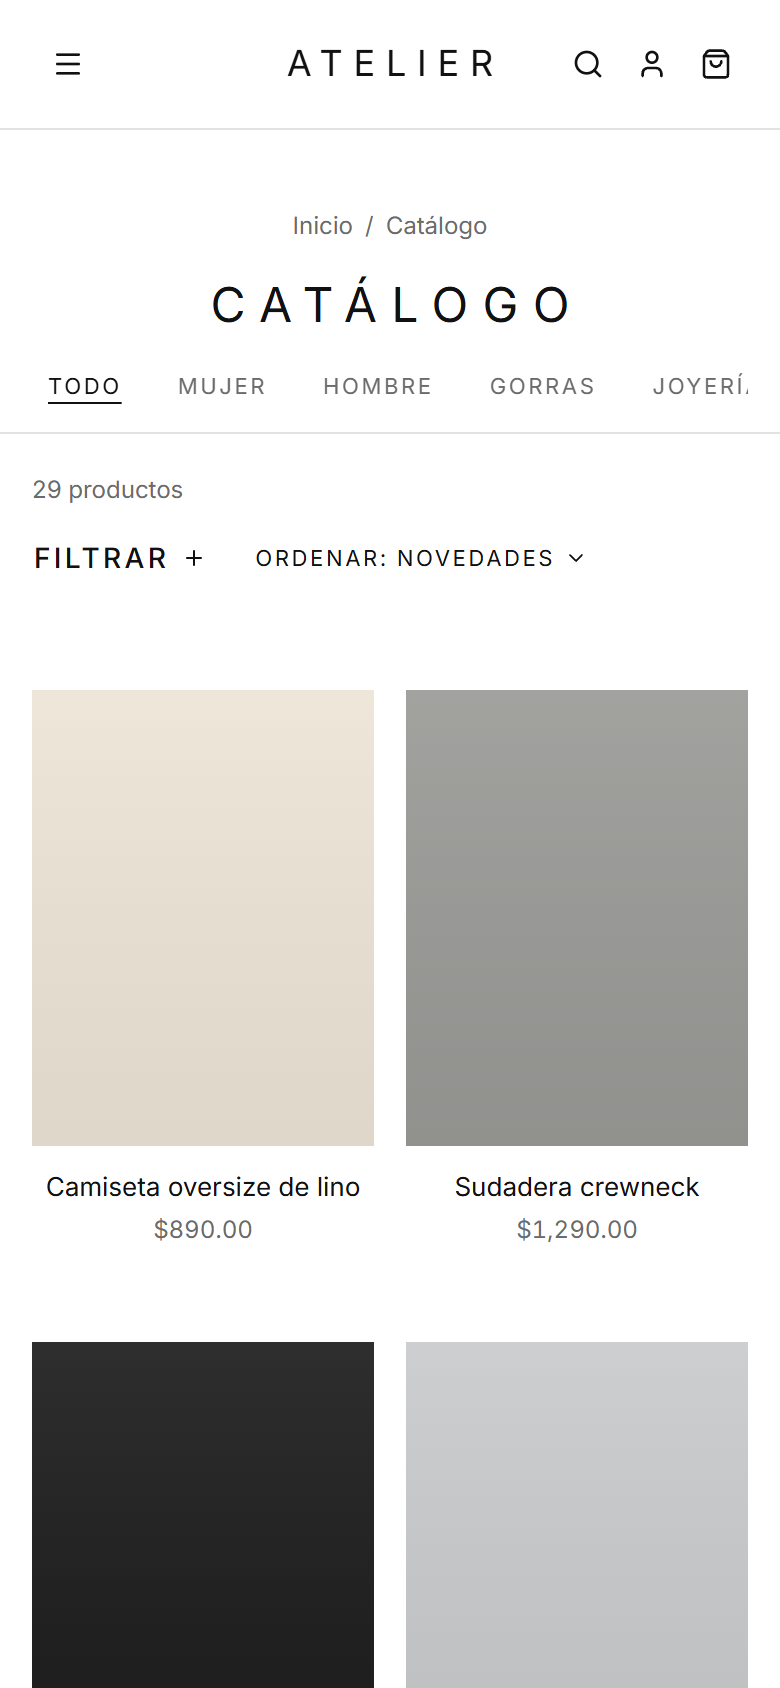 ATELIER
Inicio / Catálogo
CATÁLOGO
TODO MUJER HOMBRE GORRAS JOYERÍA
29 productos
FILTRAR + ORDENAR: NOVEDADES
Camiseta oversize de lino
$890.00
Sudadera crewneck
$1,290.00